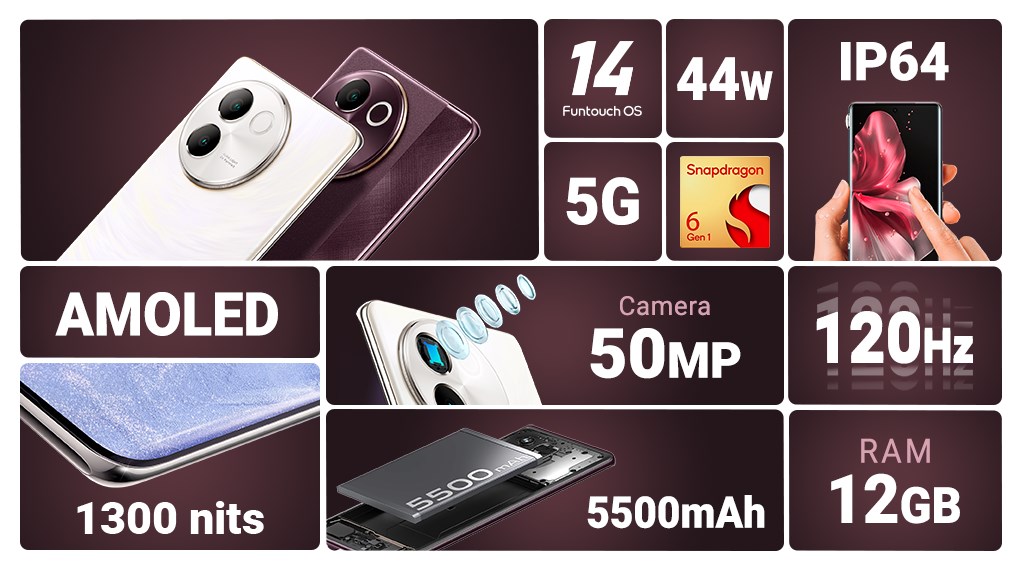 14
Funtouch OS
44W
IP64
5G
Snapdragon
6
Gen 1
AMOLED
Camera
50MP
120Hz
1300 nits
5500mAh
5500mAh
RAM
12GB